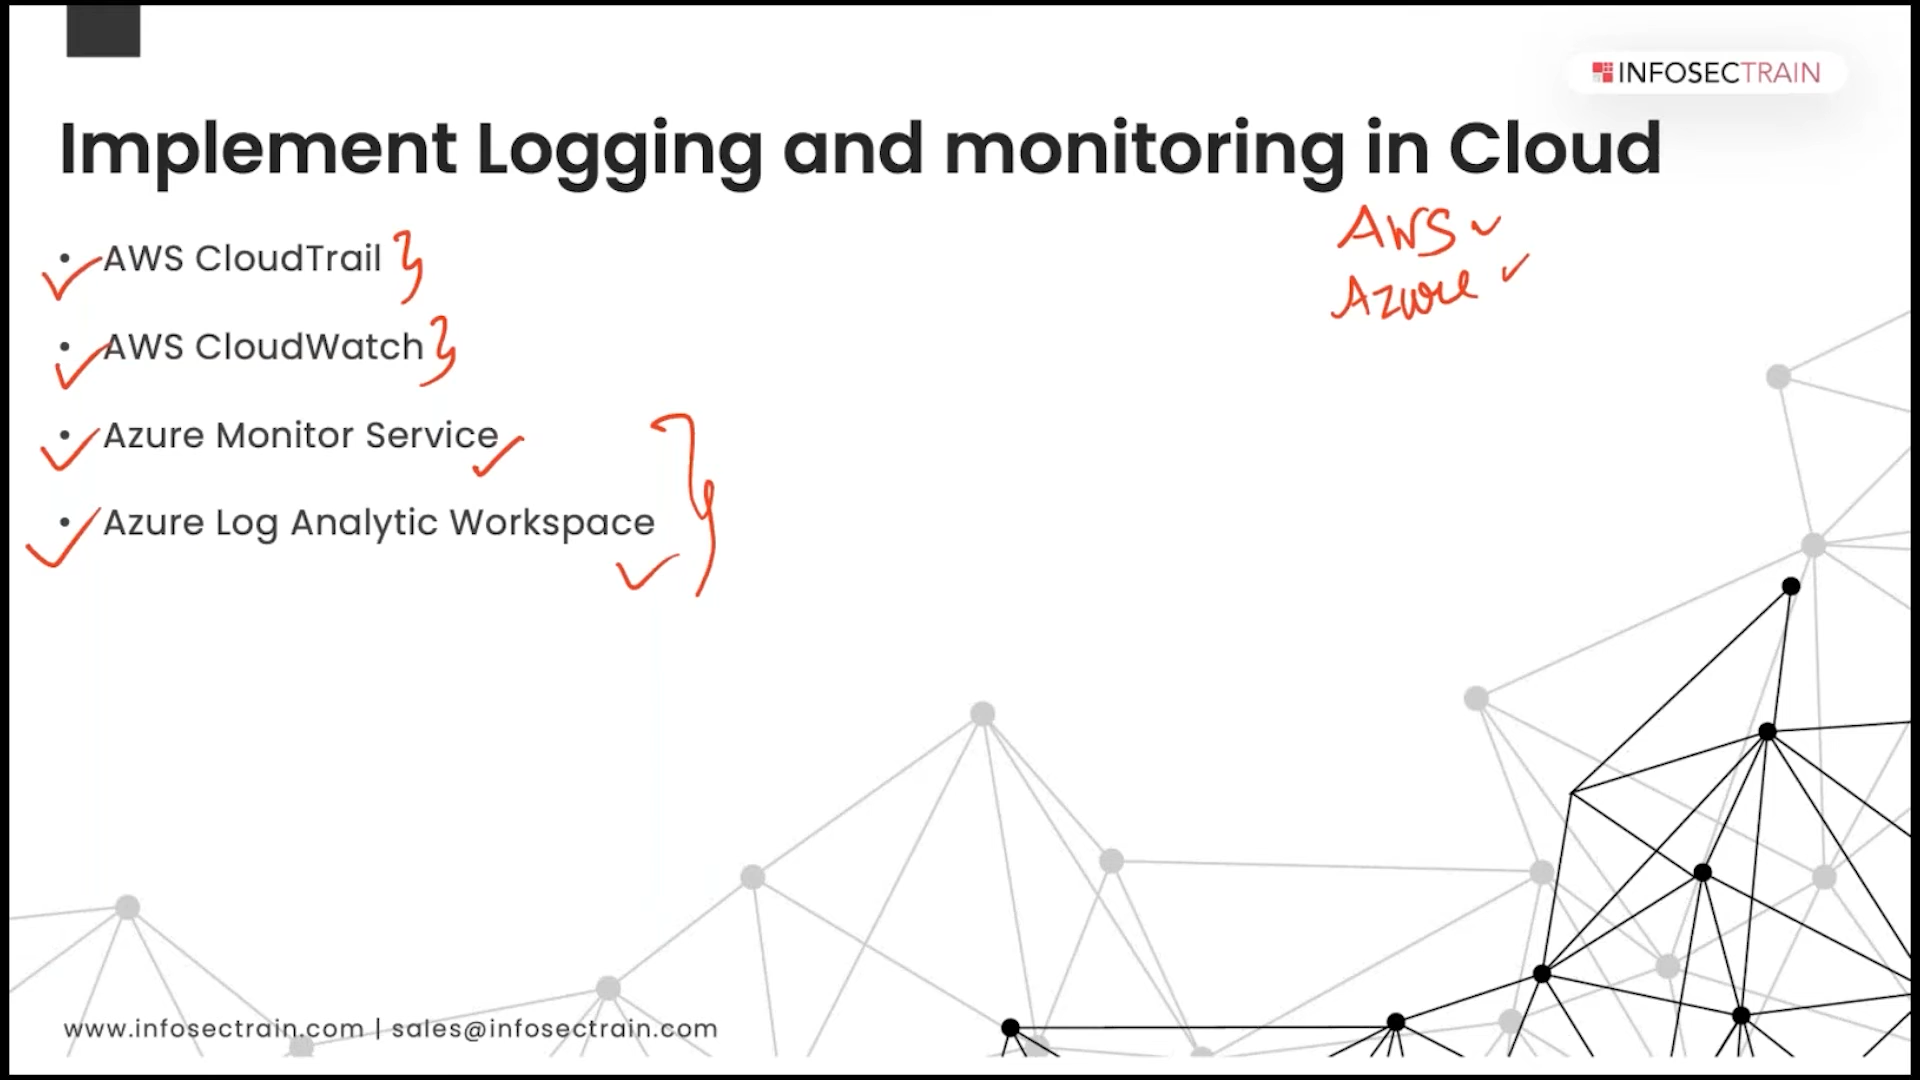 INFOSECTRAIN
Implement Logging and monitoring in Cloud
AWS
Azure
• AWS CloudTrail
• AWS CloudWatch
• Azure Monitor Service
• Azure Log Analytic Workspace
www.infosectrain.com | sales@infosectrain.com